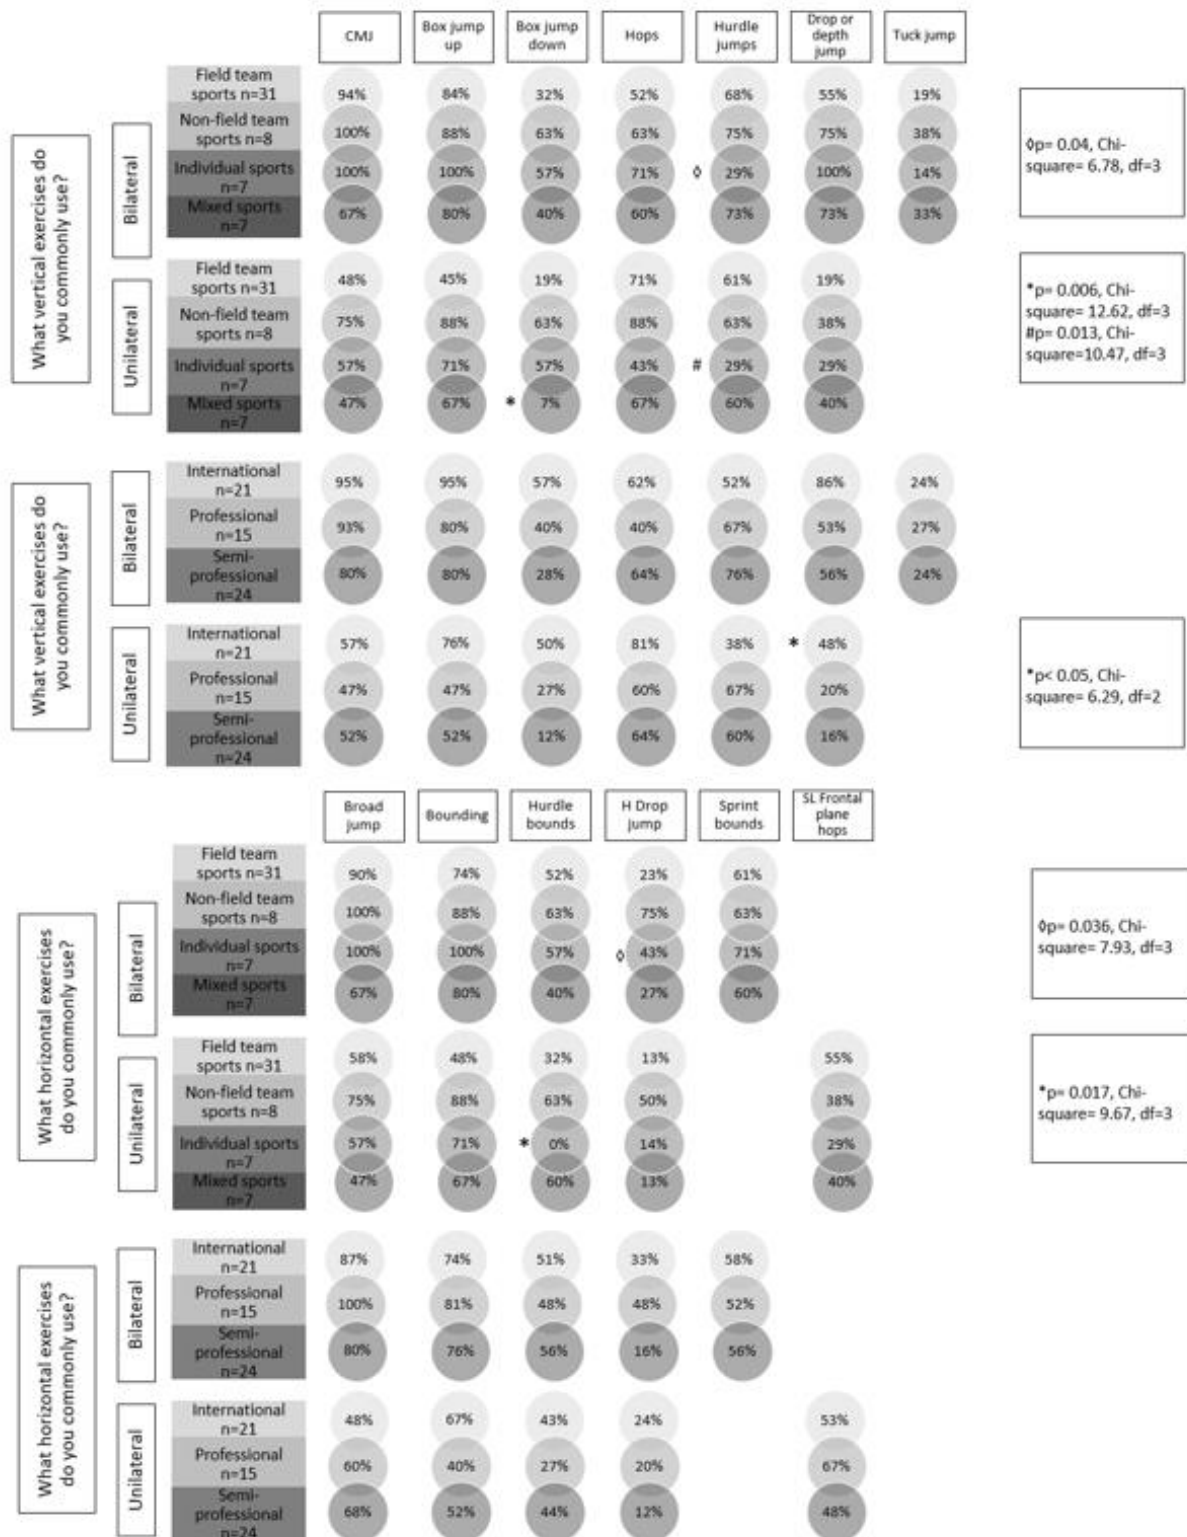 CMJ
Box jump
up
Box jump
down
Hops
Hurdle
jumps
Drop or
depth
jump
Tuck jump
What vertical exercises do
you commonly use?
Bilateral
Field team
sports n=31
94% 84% 32% 52% 68% 55% 19%
Non-field team
sports n=8
100% 88% 63% 63% 75% 75% 38%
Individual sports
n=7
100% 100% 57% 71% ◊ 29% 100% 14%
Mixed sports
n=7
67% 80% 40% 60% 73% 73% 33%
◊p= 0.04, Chi-
square= 6.78, df=3
Unilateral
Field team
sports n=31
48% 45% 19% 71% 61% 19%
Non-field team
sports n=8
75% 88% 63% 88% 63% 38%
Individual sports
n=7
57% 71% 57% 43% # 29% 29%
Mixed sports
n=7
47% 67% * 7% 67% 60% 40%
*p= 0.006, Chi-
square= 12.62, df=3
#p= 0.013, Chi-
square=10.47, df=3
What vertical exercises do
you commonly use?
Bilateral
International
n=21
95% 95% 57% 62% 52% 86% 24%
Professional
n=15
93% 80% 40% 40% 67% 53% 27%
Semi-
professional
n=24
80% 80% 28% 64% 76% 56% 24%
Unilateral
International
n=21
57% 76% 50% 81% 38% * 48%
Professional
n=15
47% 47% 27% 60% 67% 20%
Semi-
professional
n=24
52% 52% 12% 64% 60% 16%
*p< 0.05, Chi-
square= 6.29, df=2
Broad
jump
Bounding
Hurdle
bounds
H Drop
jump
Sprint
bounds
SL Frontal
plane
hops
What horizontal exercises
do you commonly use?
Bilateral
Field team
sports n=31
90% 74% 52% 23% 61%
Non-field team
sports n=8
100% 88% 63% 75% 63%
Individual sports
n=7
100% 100% 57% ◊ 43% 71%
Mixed sports
n=7
67% 80% 40% 27% 60%
◊p= 0.036, Chi-
square= 7.93, df=3
Unilateral
Field team
sports n=31
58% 48% 32% 13% 55%
Non-field team
sports n=8
75% 88% 63% 50% 38%
Individual sports
n=7
57% 71% * 0% 14% 29%
Mixed sports
n=7
47% 67% 60% 13% 40%
*p= 0.017, Chi-
square= 9.67, df=3
What horizontal exercises
do you commonly use?
Bilateral
International
n=21
87% 74% 51% 33% 58%
Professional
n=15
100% 81% 48% 48% 52%
Semi-
professional
n=24
80% 76% 56% 16% 56%
Unilateral
International
n=21
48% 67% 43% 24% 53%
Professional
n=15
60% 40% 27% 20% 67%
Semi-
professional
n=24
68% 52% 44% 12% 48%